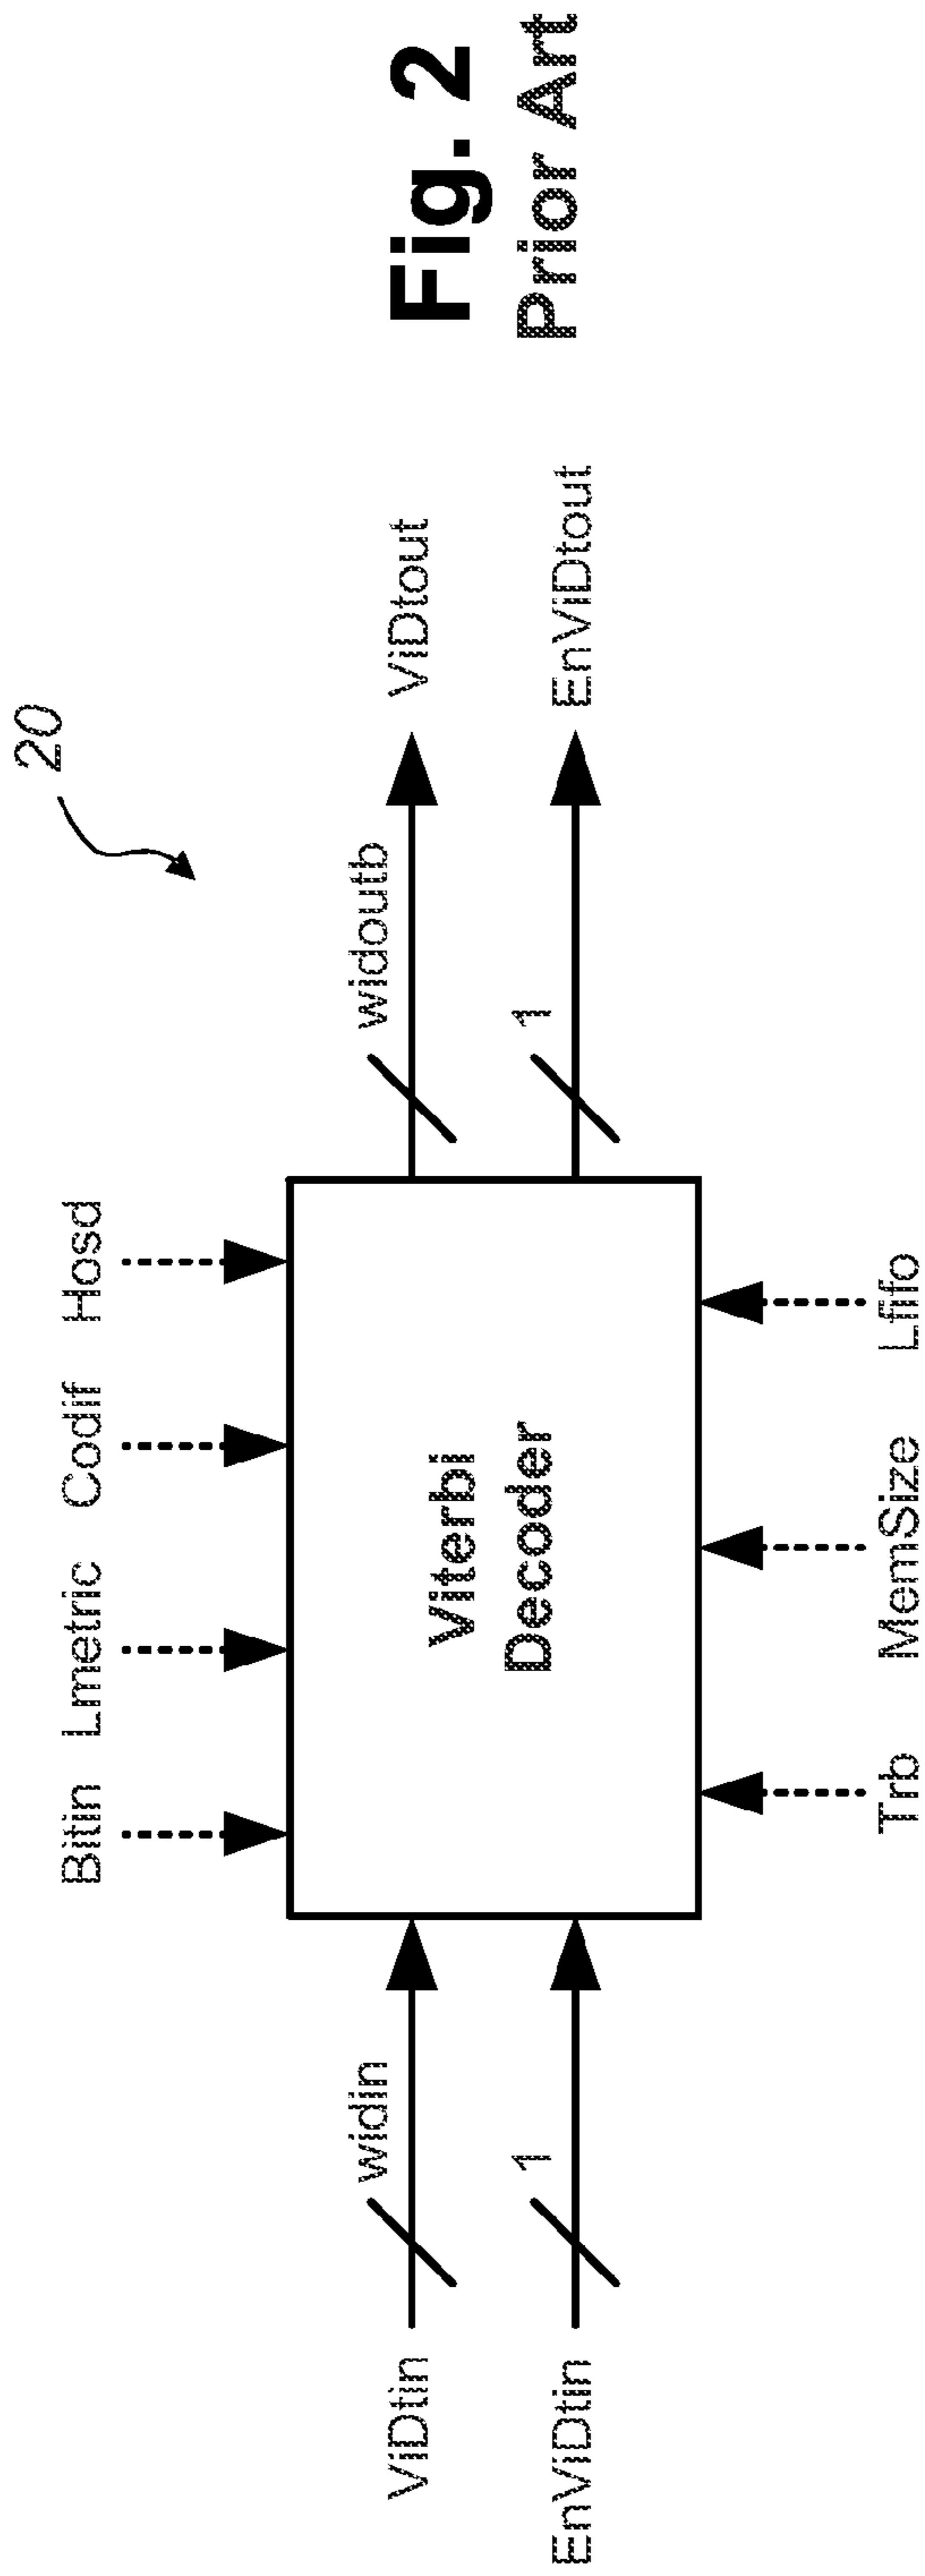 20
Bitin Lmetric Codif Hosd
ViDtin
widin
widoutb
ViDtout
Viterbi
Decoder
EnViDtin
1
1
EnViDtout
Trb MemSize Lfifo
Fig. 2
Prior Art